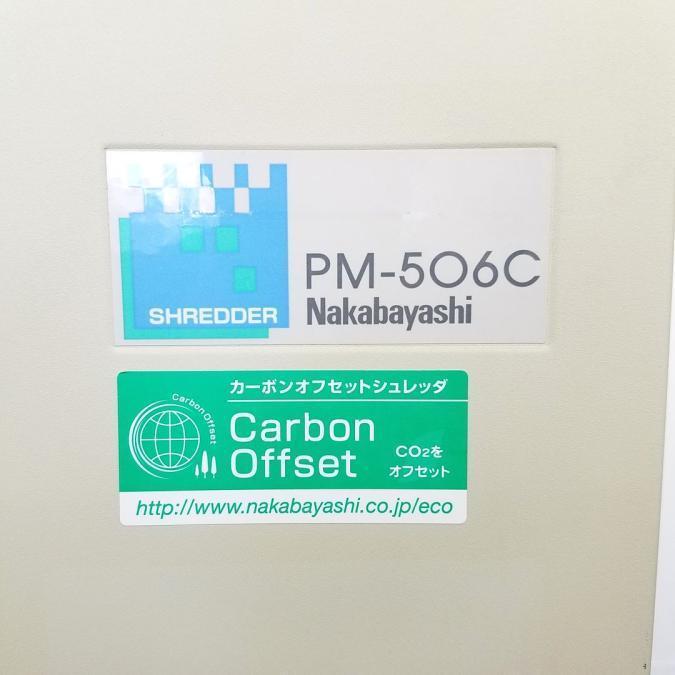 SHREDDER
PM-506C
Nakabayashi
カーボンオフセットシュレッダ
Carbon Offset
Carbon
Offset
CO2を
オフセット
http://www.nakabayashi.co.jp/eco